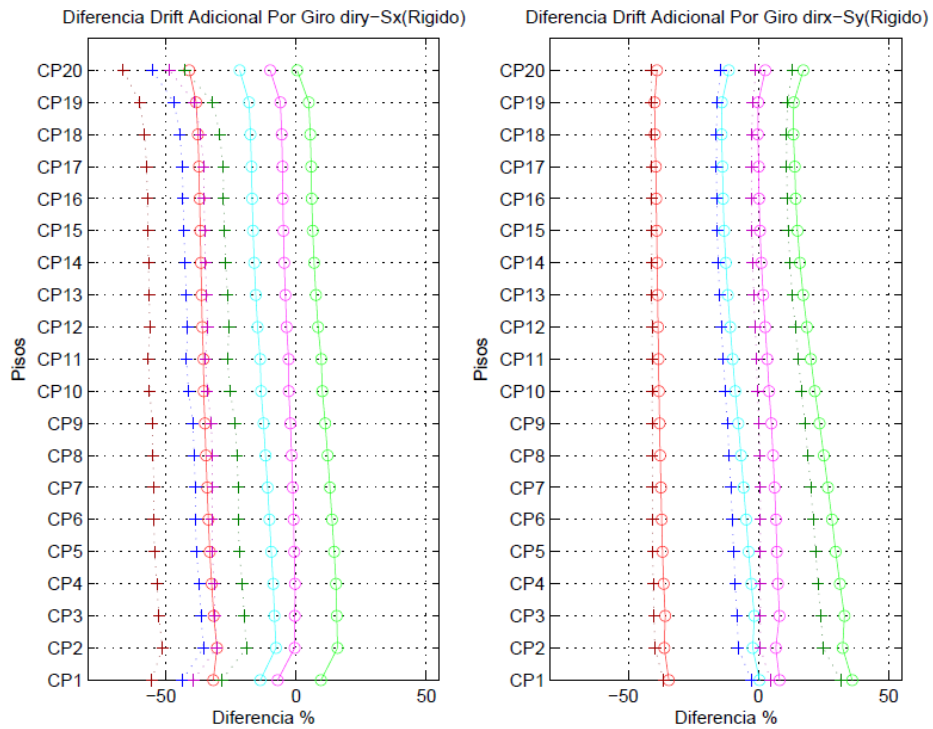 Diferencia Drift Adicional Por Giro diry−Sx(Rigido)
CP20
CP19
CP18
CP17
CP16
CP15
CP14
CP13
CP12
CP11
CP10
CP9
CP8
CP7
CP6
CP5
CP4
CP3
CP2
CP1
Pisos
−50
0
50
Diferencia %
Diferencia Drift Adicional Por Giro dirx−Sy(Rigido)
CP20
CP19
CP18
CP17
CP16
CP15
CP14
CP13
CP12
CP11
CP10
CP9
CP8
CP7
CP6
CP5
CP4
CP3
CP2
CP1
Pisos
−50
0
50
Diferencia %